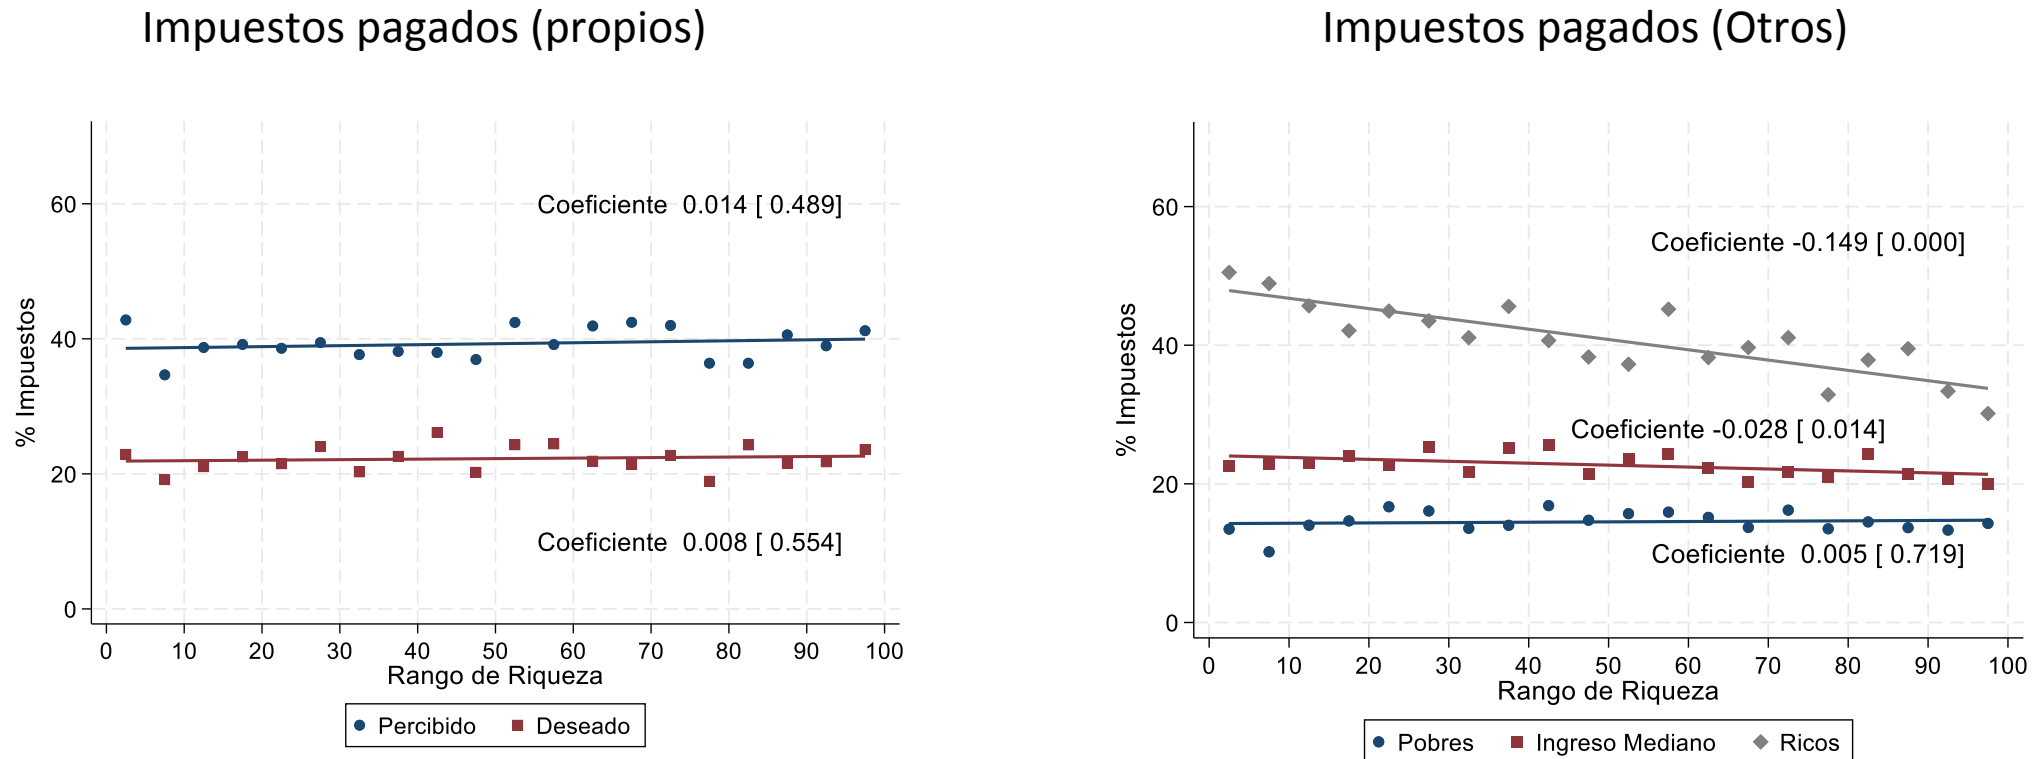 Impuestos pagados (propios)
% Impuestos
60
40
20
0
Coeficiente 0.014 [ 0.489]
Coeficiente 0.008 [ 0.554]
0 10 20 30 40 50 60 70 80 90 100
Rango de Riqueza
Percibido Deseado
Impuestos pagados (Otros)
% Impuestos
60
40
20
0
Coeficiente -0.149 [ 0.000]
Coeficiente -0.028 [ 0.014]
Coeficiente 0.005 [ 0.719]
0 10 20 30 40 50 60 70 80 90 100
Rango de Riqueza
Pobres Ingreso Mediano Ricos